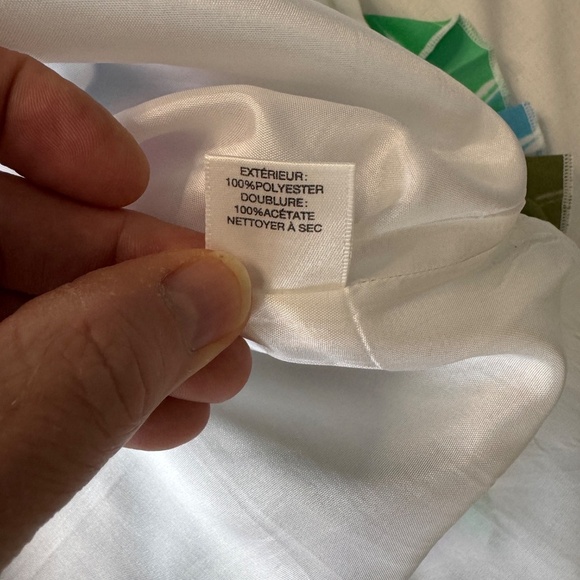 EXTÉRIEUR:
100%POLYESTER
DOUBLURE:
100%ACÉTATE
NETTOYER À SEC